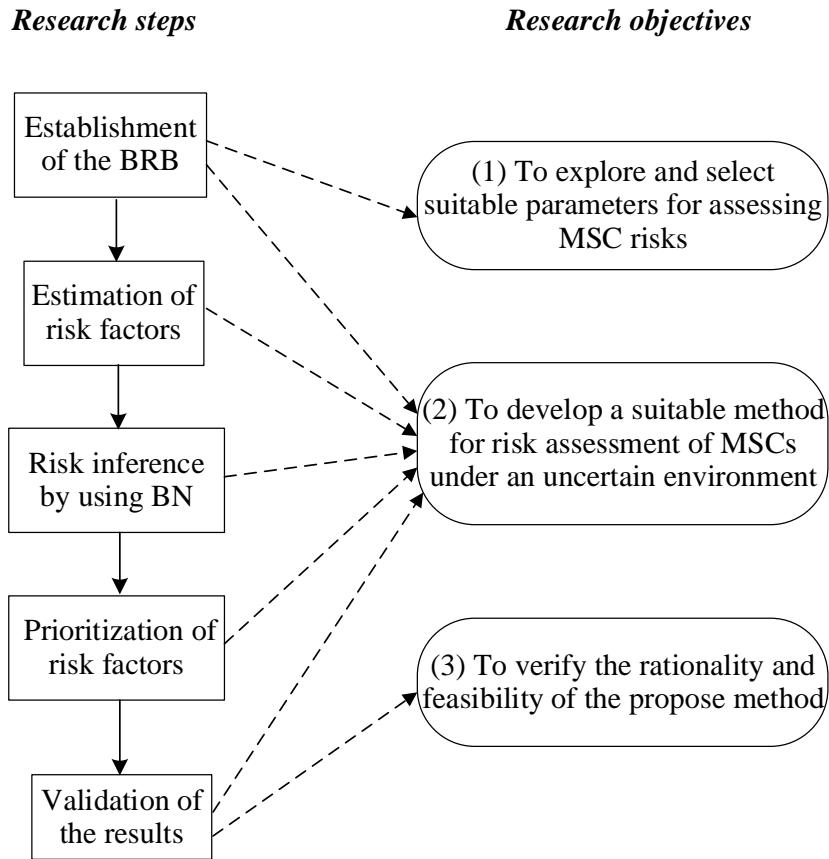 Research steps
Research objectives
Establishment
of the BRB
(1) To explore and select
suitable parameters for assessing
MSC risks
Estimation of
risk factors
(2) To develop a suitable method
for risk assessment of MSCs
under an uncertain environment
Risk inference
by using BN
Prioritization of
risk factors
(3) To verify the rationality and
feasibility of the propose method
Validation of
the results